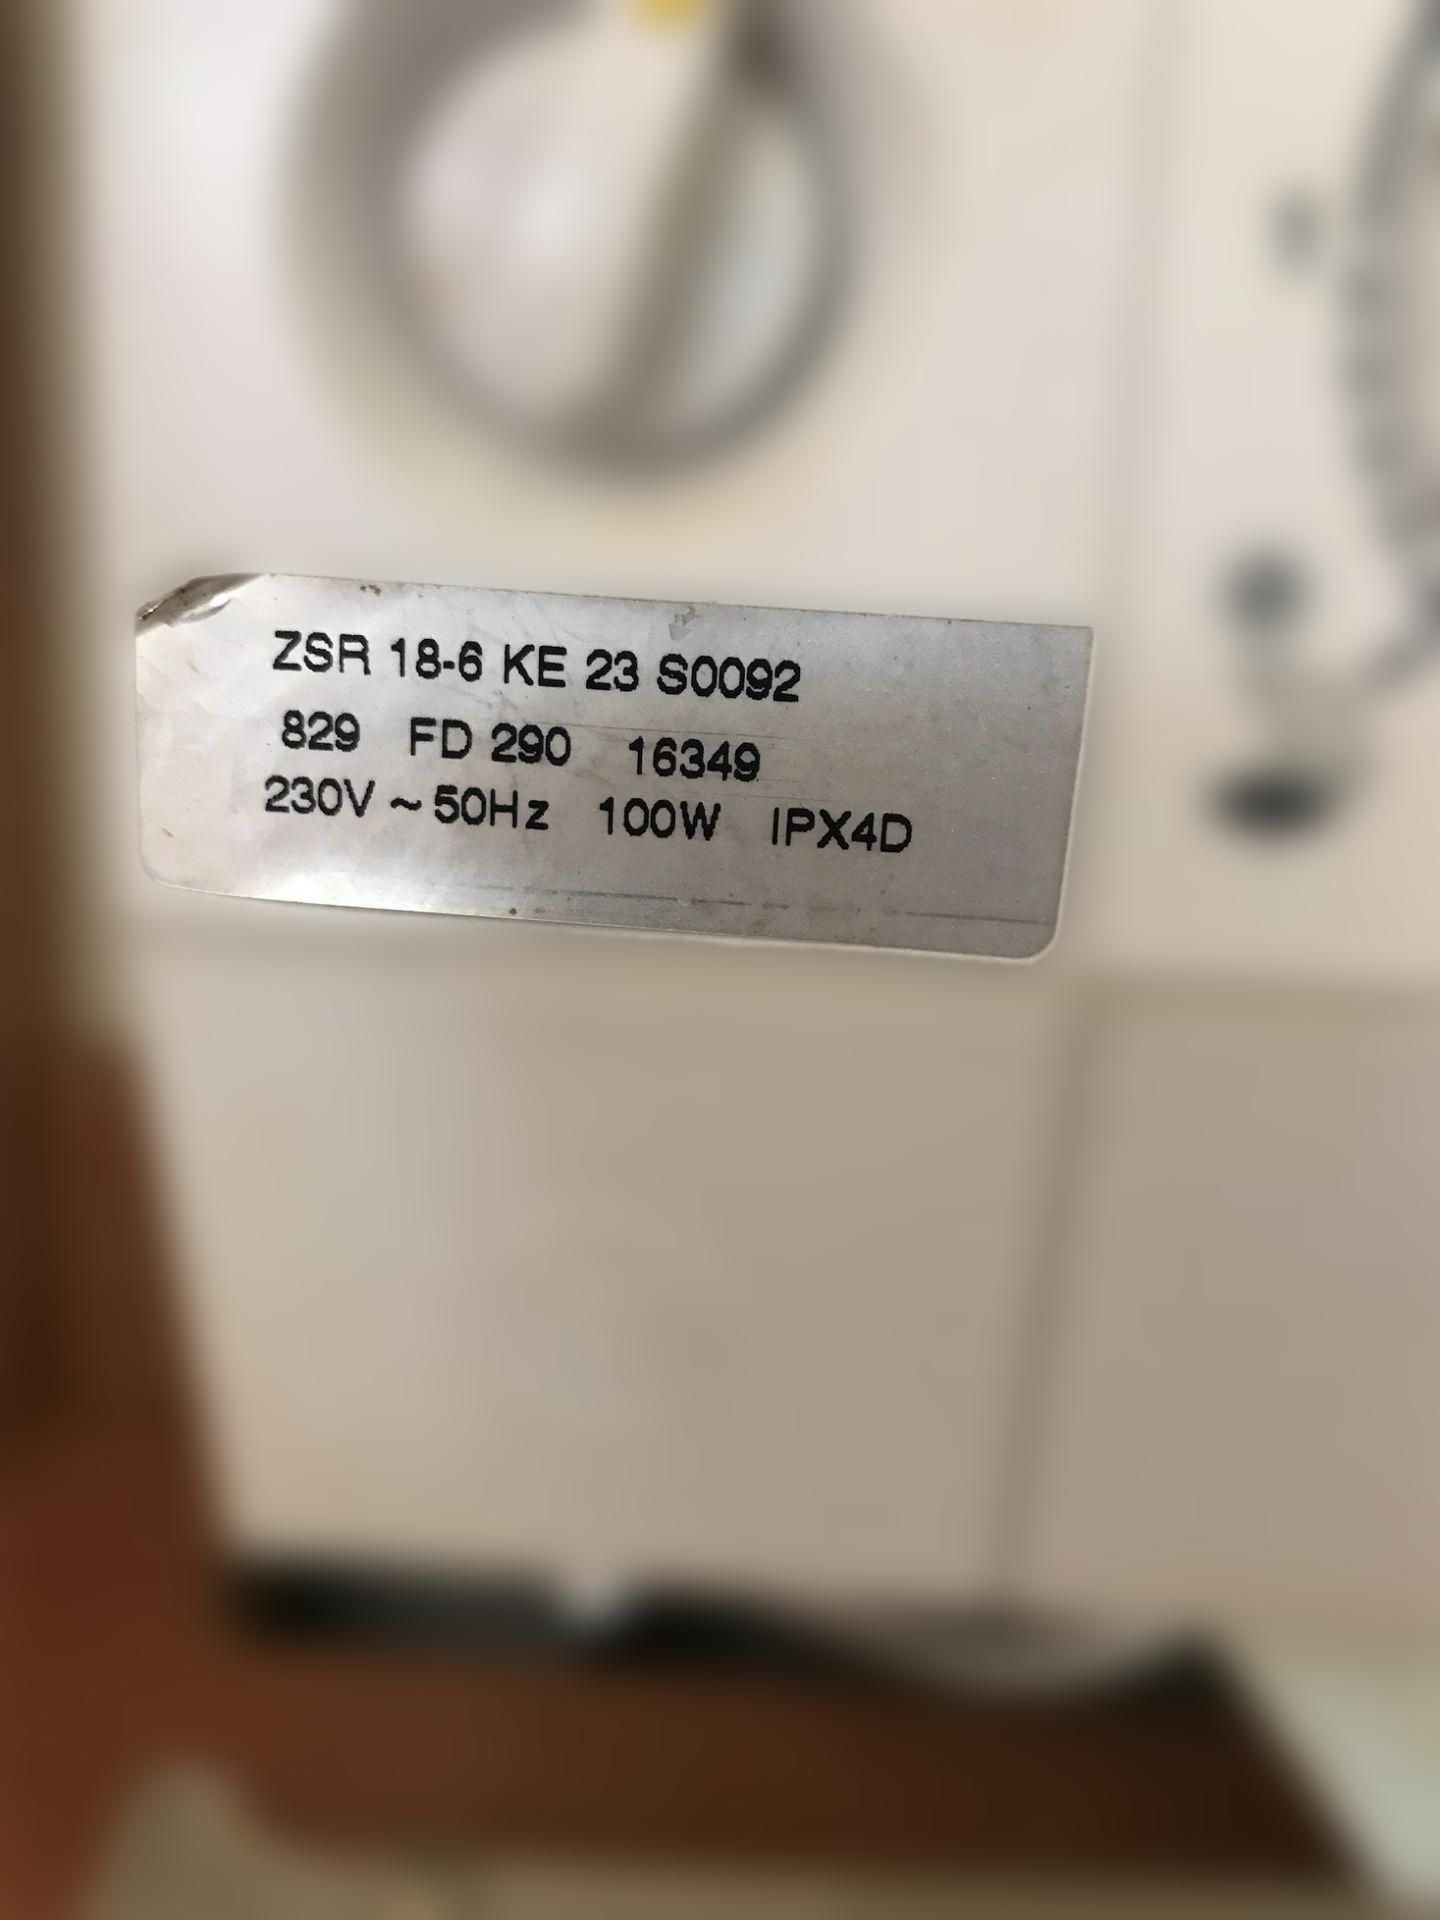 ZSR 18-6 KE 23 S0092
829 FD 290 16349
230V ~ 50Hz 100W IPX4D